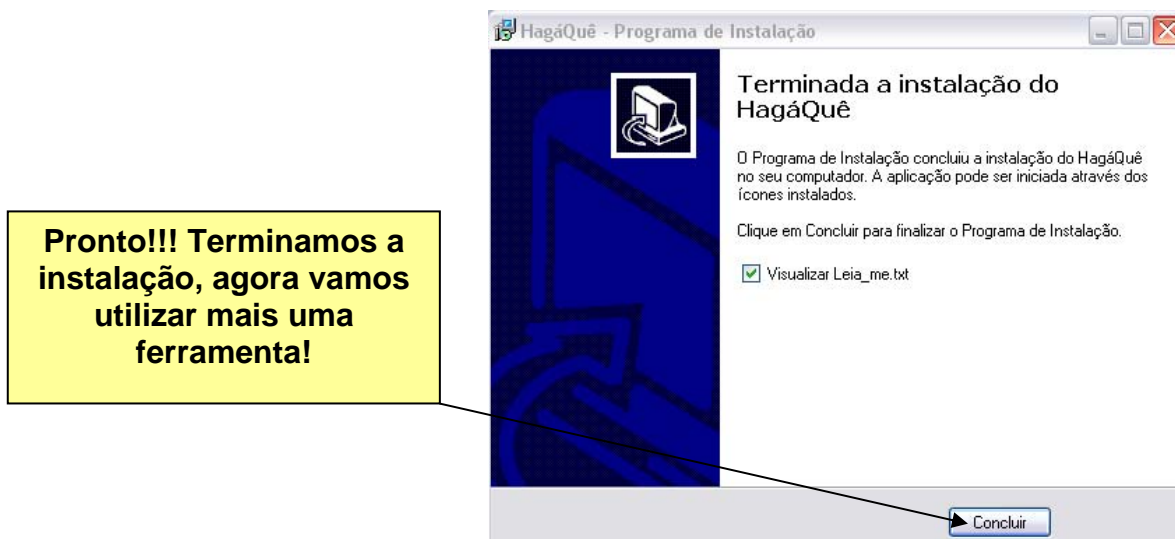 HagáQuê - Programa de Instalação
Terminada a instalação do
HagáQuê
O Programa de Instalação concluiu a instalação do HagáQuê
no seu computador. A aplicação pode ser iniciada através dos
ícones instalados.
Clique em Concluir para finalizar o Programa de Instalação.
Visualizar Leia_me.txt
Pronto!!! Terminamos a
instalação, agora vamos
utilizar mais uma
ferramenta!
Concluir